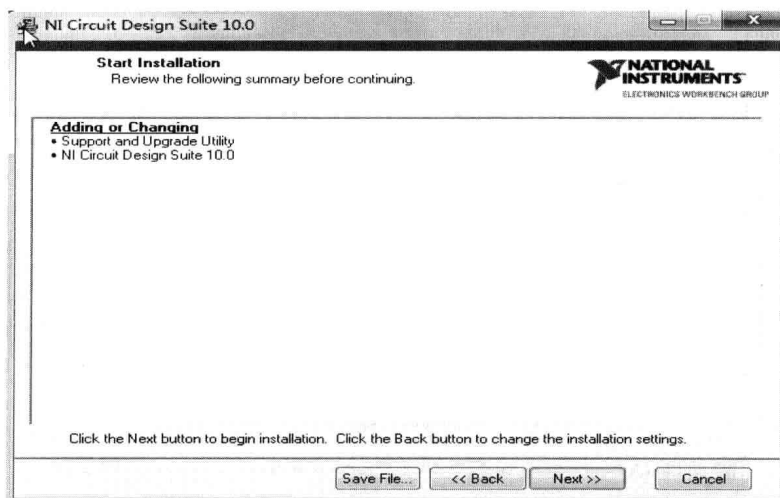 NI Circuit Design Suite 10.0
Start Installation
Review the following summary before continuing.
NATIONAL
INSTRUMENTS
ELECTRONICS WORKBENCH GROUP
Adding or Changing
• Support and Upgrade Utility
• NI Circuit Design Suite 10.0
Click the Next button to begin installation. Click the Back button to change the installation settings.
Save File... << Back Next >> Cancel